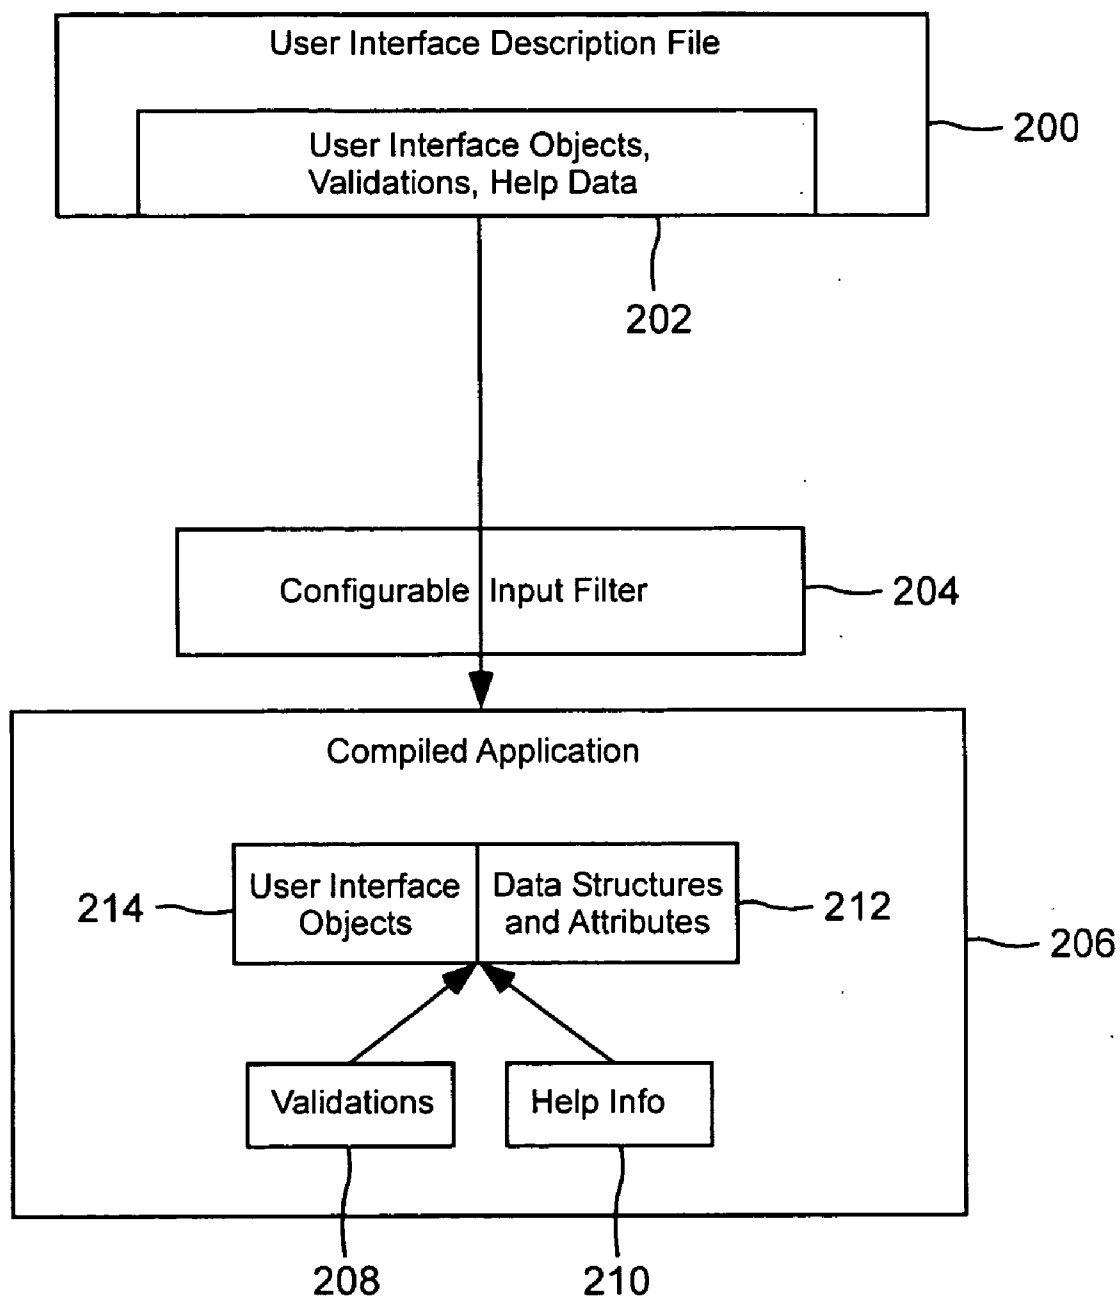 User Interface Description File
200
User Interface Objects,
Validations, Help Data
202
Configurable Input Filter
204
Compiled Application
214
User Interface
Objects
Data Structures
and Attributes
212
206
Validations
Help Info
208
210